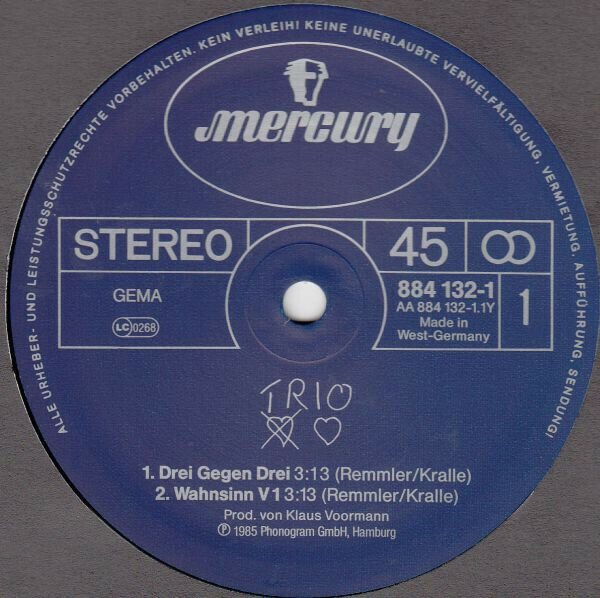 ALLE URHEBER- UND LEISTUNGSSCHUTZRECHTE VORBEHALTEN. KEIN VERLEIH! KEINE UNERLAUBTE VERVIELFÄLTIGUNG, VERMIETUNG, AUFFÜHRUNG, SENDUNG!
mercury
STEREO
45
GEMA
LC 0268
884 132-1
AA 884 132-1.1Y
Made in
West-Germany
1
TRIO
1. Drei Gegen Drei 3:13 (Remmler/Kralle)
2. Wahnsinn V1 3:13 (Remmler/Kralle)
Prod. von Klaus Voormann
℗ 1985 Phonogram GmbH, Hamburg